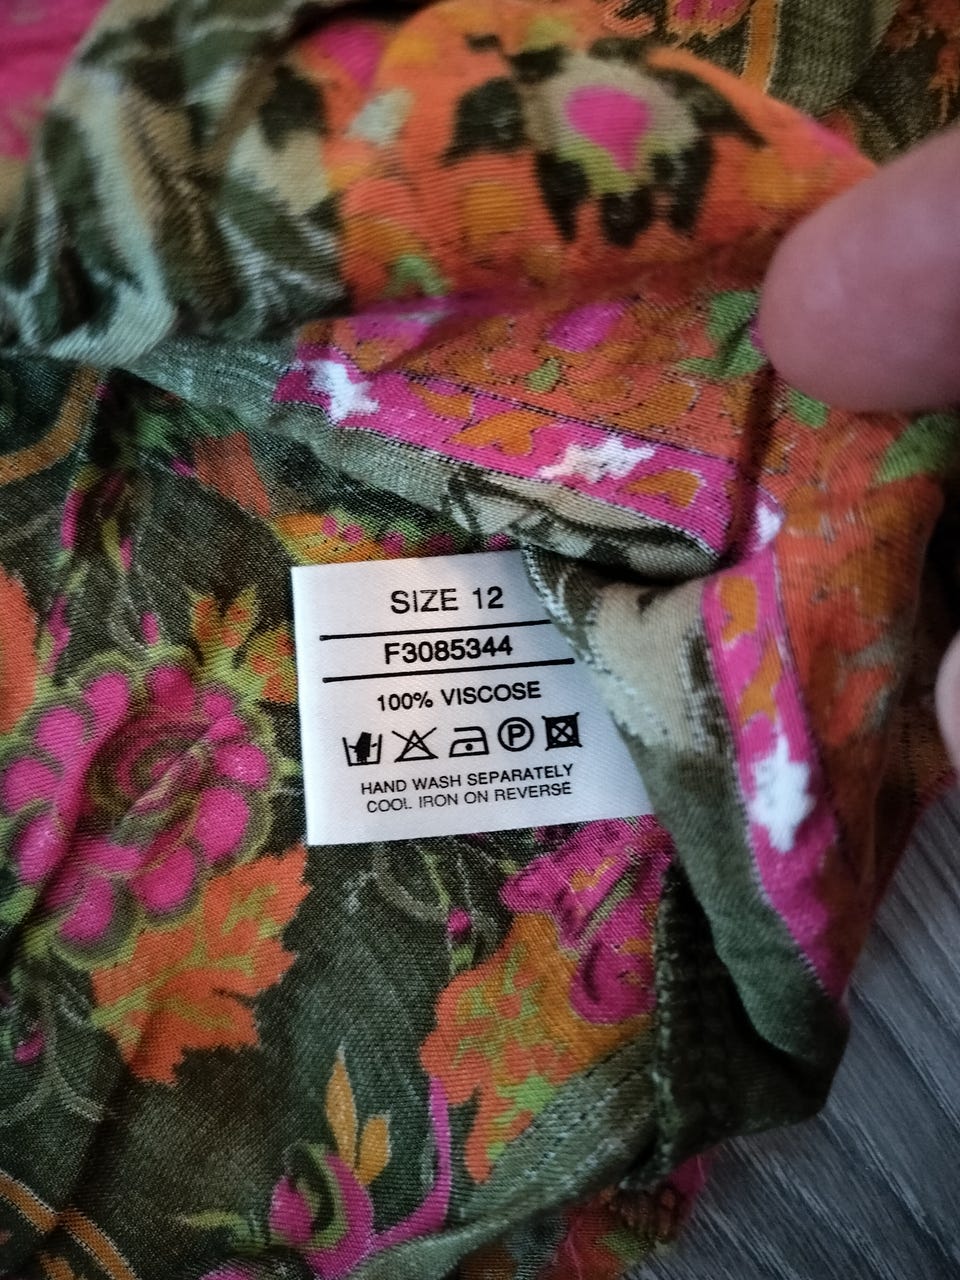 SIZE 12
F3085344
100% VISCOSE
P
HAND WASH SEPARATELY
COOL IRON ON REVERSE